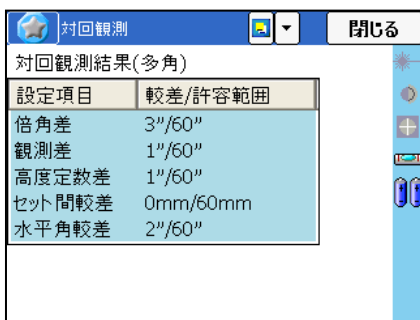 対回観測 閉じる
対回観測結果(多角)
設定項目 較差/許容範囲
倍角差 3"/60"
観測差 1"/60"
高度定数差 1"/60"
セット間較差 0mm/60mm
水平角較差 2"/60"